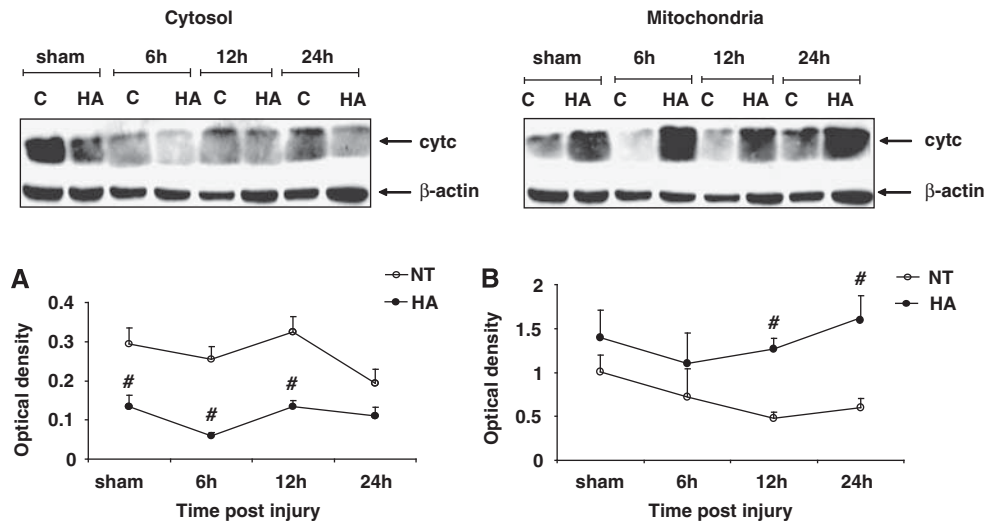 Cytosol
sham 6h 12h 24h
C HA C HA C HA C HA
cytc
β-actin
Mitochondria
sham 6h 12h 24h
C HA C HA C HA C HA
cytc
β-actin
A
NT
HA
Optical density
0.4
0.3
0.2
0.1
0
# # #
sham 6h 12h 24h
Time post injury
B
NT
HA
Optical density
2
1.5
1
0.5
0
# #
sham 6h 12h 24h
Time post injury